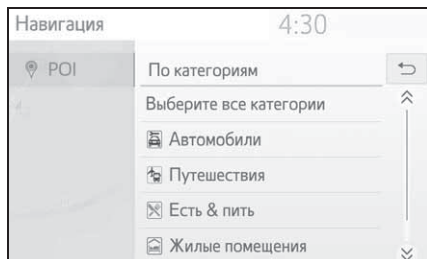 Навигация 4:30
POI
По категориям
Выберите все категории
Автомобили
Путешествия
Есть & пить
Жилые помещения